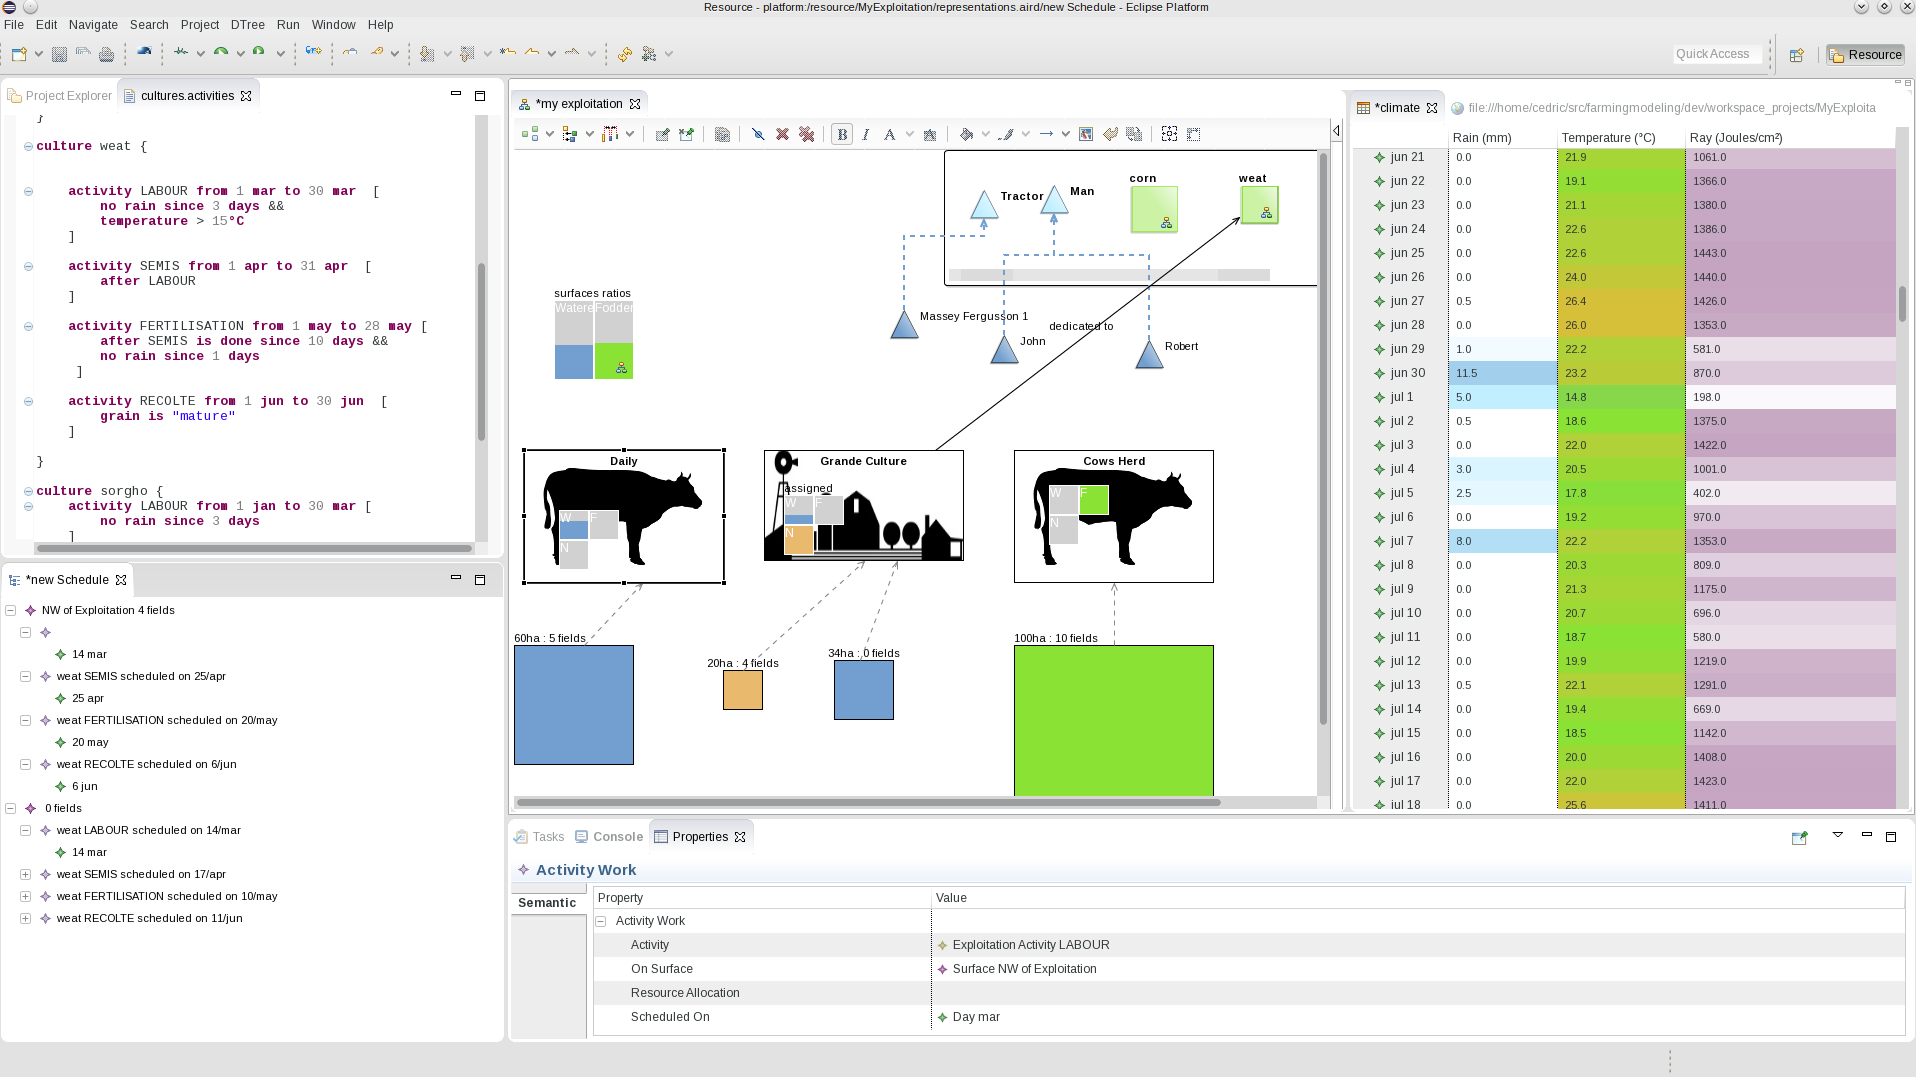 Resource - platform:/resource/MyExploitation/representations.aird/new Schedule - Eclipse Platform
File Edit Navigate Search Project DTree Run Window Help
Quick Access
Resource
Project Explorer
cultures.activities
}
culture weat {
activity LABOUR from 1 mar to 30 mar [
no rain since 3 days &&
temperature > 15°C
]
activity SEMIS from 1 apr to 31 apr [
after LABOUR
]
activity FERTILISATION from 1 may to 28 may [
after SEMIS is done since 10 days &&
no rain since 1 days
]
activity RECOLTE from 1 jun to 30 jun [
grain is "mature"
]
}
culture sorgho {
activity LABOUR from 1 jan to 30 mar [
no rain since 3 days
]
*new Schedule
NW of Exploitation 4 fields
14 mar
weat SEMIS scheduled on 25/apr
25 apr
weat FERTILISATION scheduled on 20/may
20 may
weat RECOLTE scheduled on 6/jun
6 jun
0 fields
weat LABOUR scheduled on 14/mar
14 mar
weat SEMIS scheduled on 17/apr
weat FERTILISATION scheduled on 10/may
weat RECOLTE scheduled on 11/jun
*my exploitation
B I A
Tractor
Man
corn
weat
surfaces ratios
Watere
Fodder
Massey Fergusson 1
dedicated to
John
Robert
Daily
W F
N
Grande Culture
assigned
W F
N
Cows Herd
W F
N
60ha : 5 fields
20ha : 4 fields
34ha : 0 fields
100ha : 10 fields
*climate
file:///home/cedric/src/farmingmodeling/dev/workspace_projects/MyExploita
Rain (mm) Temperature (°C) Ray (Joules/cm²)
jun 21 0.0 21.9 1061.0
jun 22 0.0 19.1 1366.0
jun 23 0.0 21.1 1380.0
jun 24 0.0 22.6 1386.0
jun 25 0.0 22.6 1443.0
jun 26 0.0 24.0 1440.0
jun 27 0.5 26.4 1426.0
jun 28 0.0 26.0 1353.0
jun 29 1.0 22.2 581.0
jun 30 11.5 23.2 870.0
jul 1 5.0 14.8 198.0
jul 2 0.5 18.6 1375.0
jul 3 0.0 22.0 1422.0
jul 4 3.0 20.5 1001.0
jul 5 2.5 17.8 402.0
jul 6 0.0 19.2 970.0
jul 7 8.0 22.2 1353.0
jul 8 0.0 20.3 809.0
jul 9 0.0 21.3 1175.0
jul 10 0.0 20.7 696.0
jul 11 0.0 18.7 580.0
jul 12 0.0 19.9 1219.0
jul 13 0.5 22.1 1291.0
jul 14 0.0 19.4 669.0
jul 15 0.0 18.5 1142.0
jul 16 0.0 20.0 1408.0
jul 17 0.0 22.0 1423.0
jul 18 0.0 25.6 1411.0
Tasks Console Properties
Activity Work
Semantic
Property Value
Activity Work
Activity Exploitation Activity LABOUR
On Surface Surface NW of Exploitation
Resource Allocation
Scheduled On Day mar